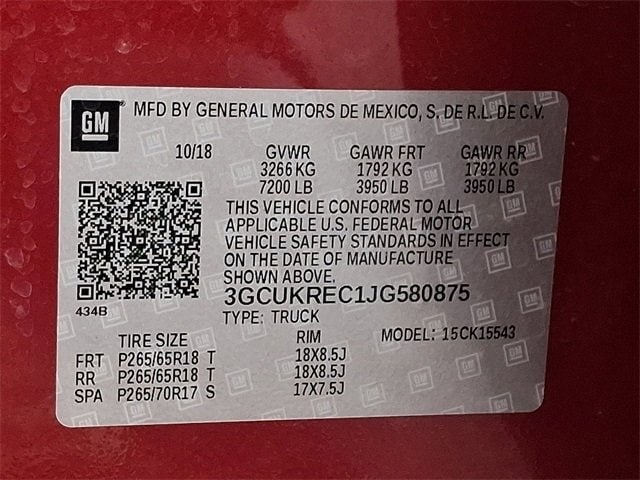 GM MFD BY GENERAL MOTORS DE MEXICO, S. DE R.L. DE C.V.
10/18 GVWR GAWR FRT GAWR RR
3266 KG 1792 KG 1792 KG
7200 LB 3950 LB 3950 LB
THIS VEHICLE CONFORMS TO ALL
APPLICABLE U.S. FEDERAL MOTOR
VEHICLE SAFETY STANDARDS IN EFFECT
ON THE DATE OF MANUFACTURE
SHOWN ABOVE.
3GCUKREC1JG580875
434B TYPE: TRUCK
TIRE SIZE RIM MODEL: 15CK15543
FRT P265/65R18 T 18X8.5J
RR P265/65R18 T 18X8.5J
SPA P265/70R17 S 17X7.5J